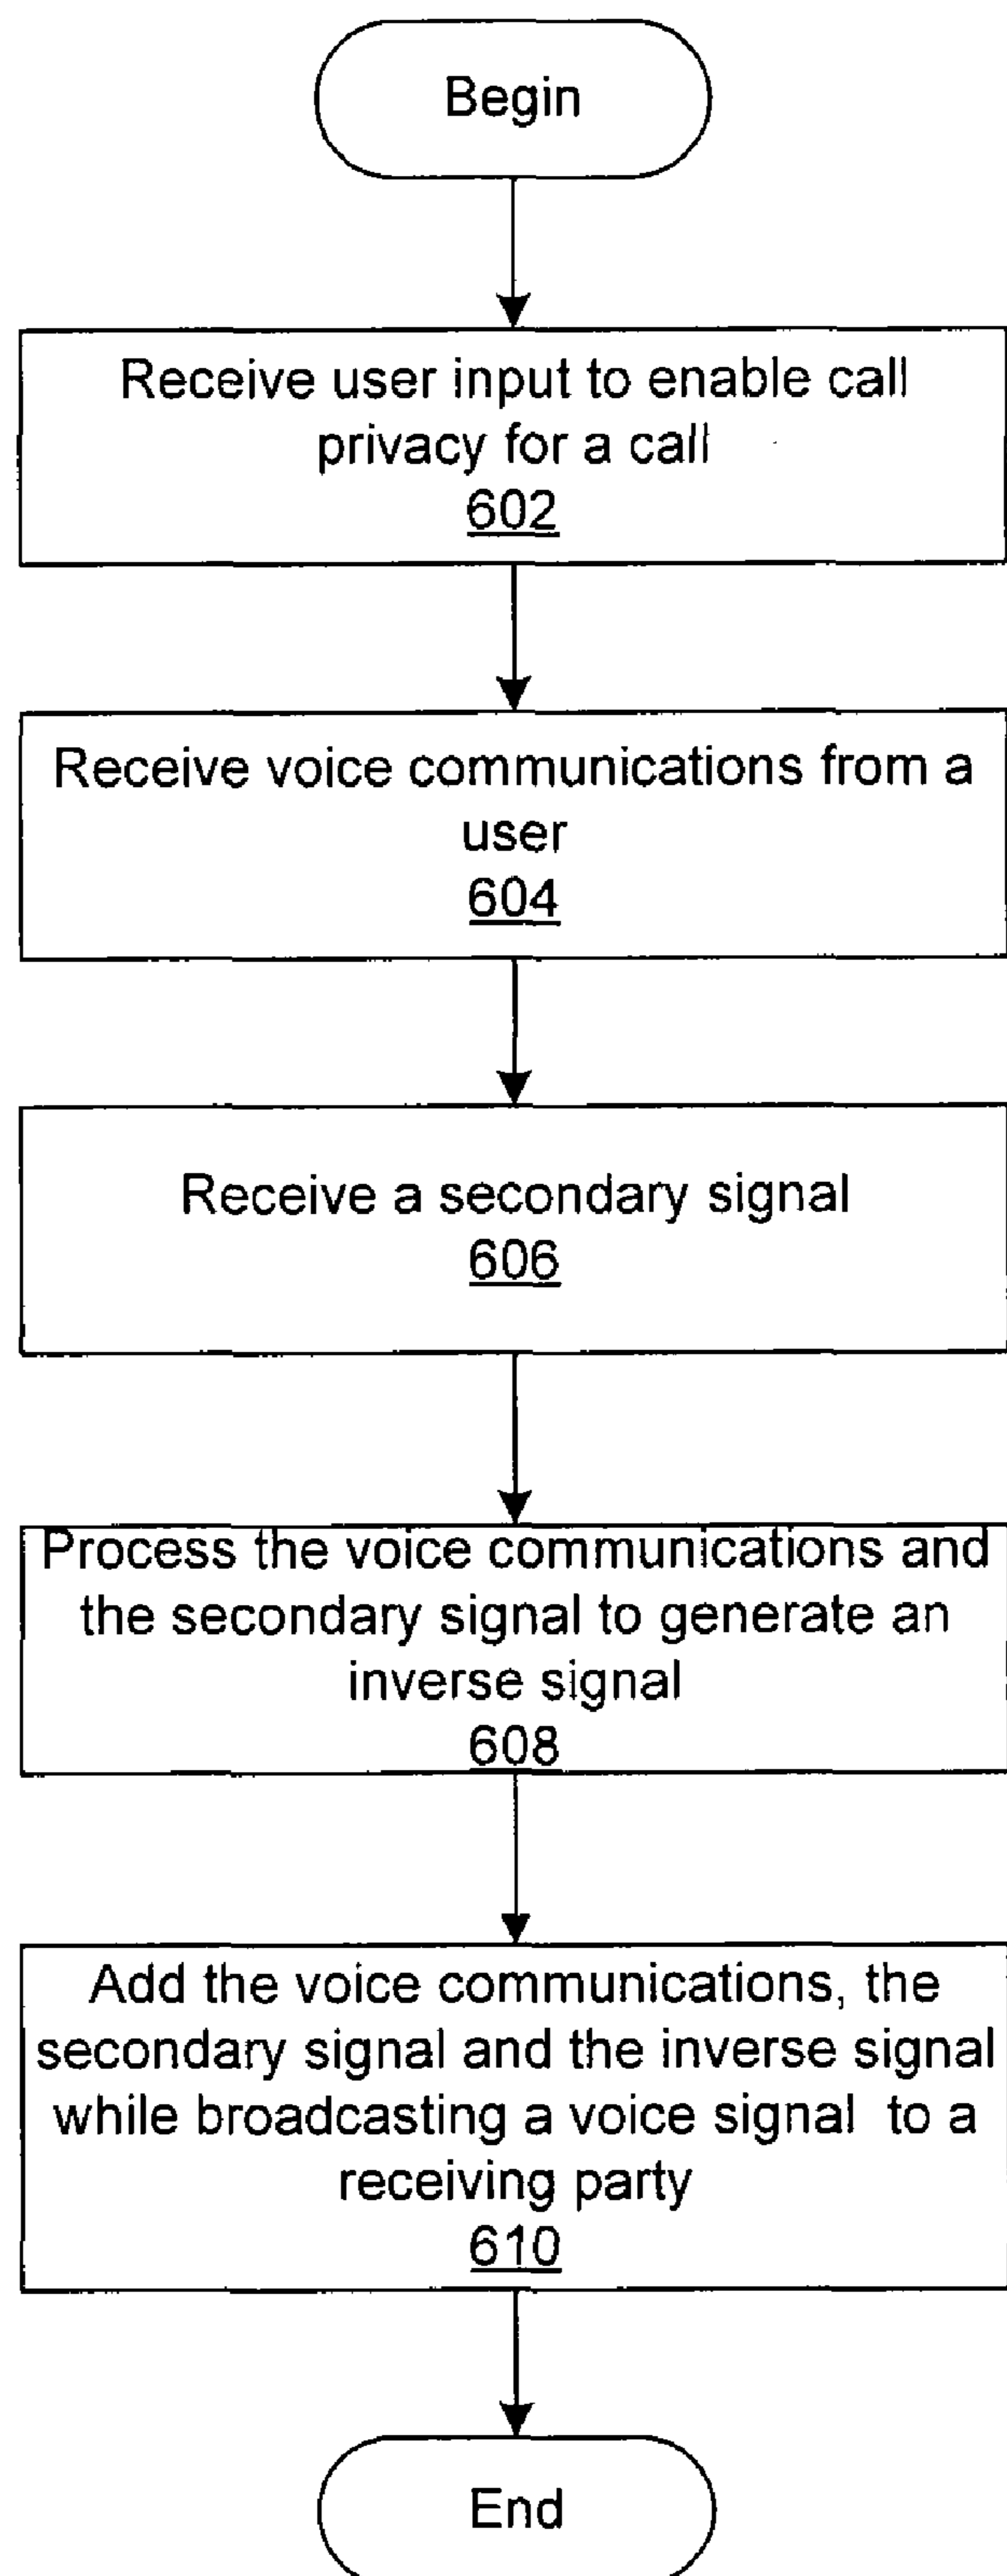 Begin
Receive user input to enable call
privacy for a call
602
Receive voice communications from a
user
604
Receive a secondary signal
606
Process the voice communications and
the secondary signal to generate an
inverse signal
608
Add the voice communications, the
secondary signal and the inverse signal
while broadcasting a voice signal to a
receiving party
610
End